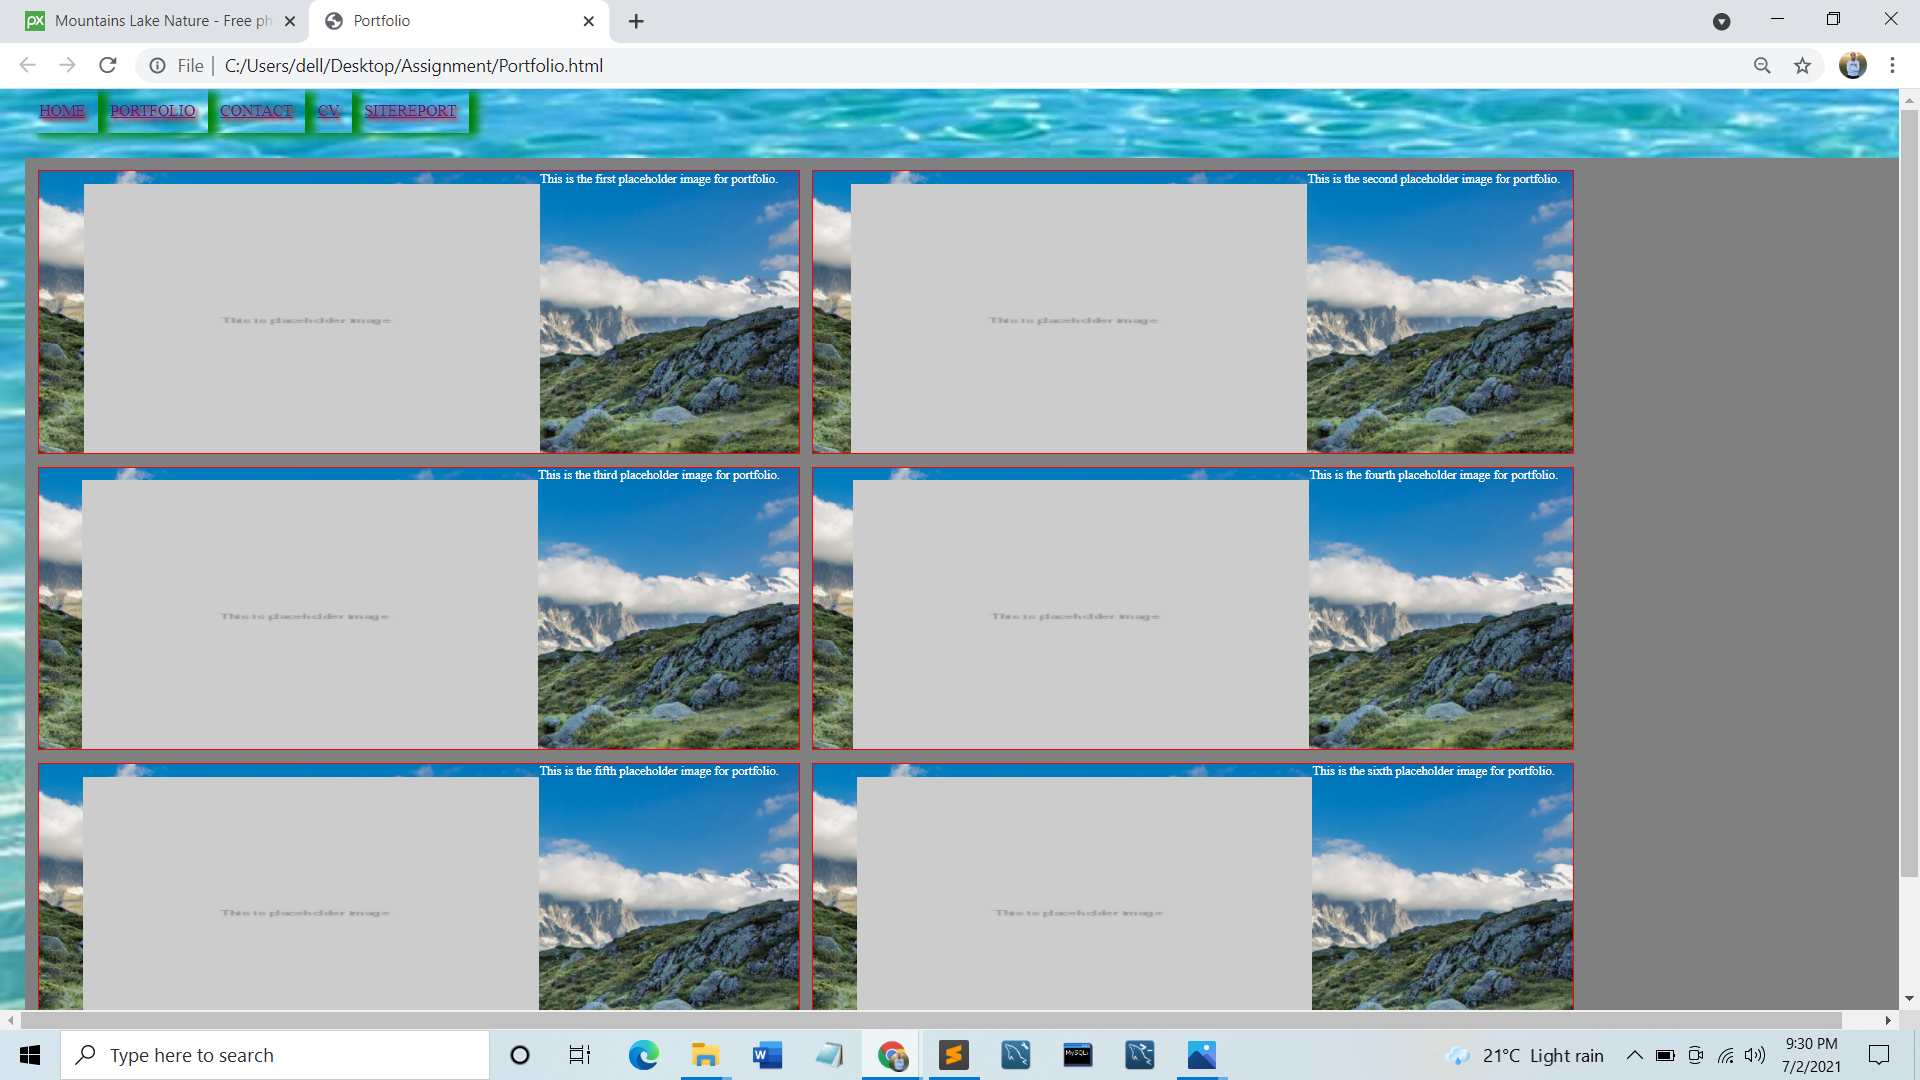 Mountains Lake Nature - Free ph
Portfolio
File
C:/Users/dell/Desktop/Assignment/Portfolio.html
HOME PORTFOLIO CONTACT CV SITEREPORT
This is the first placeholder image for portfolio.
This is placeholder image
This is the second placeholder image for portfolio.
This is placeholder image
This is the third placeholder image for portfolio.
This is placeholder image
This is the fourth placeholder image for portfolio.
This is placeholder image
This is the fifth placeholder image for portfolio.
This is placeholder image
This is the sixth placeholder image for portfolio.
This is placeholder image
Type here to search
21°C Light rain
9:30 PM
7/2/2021